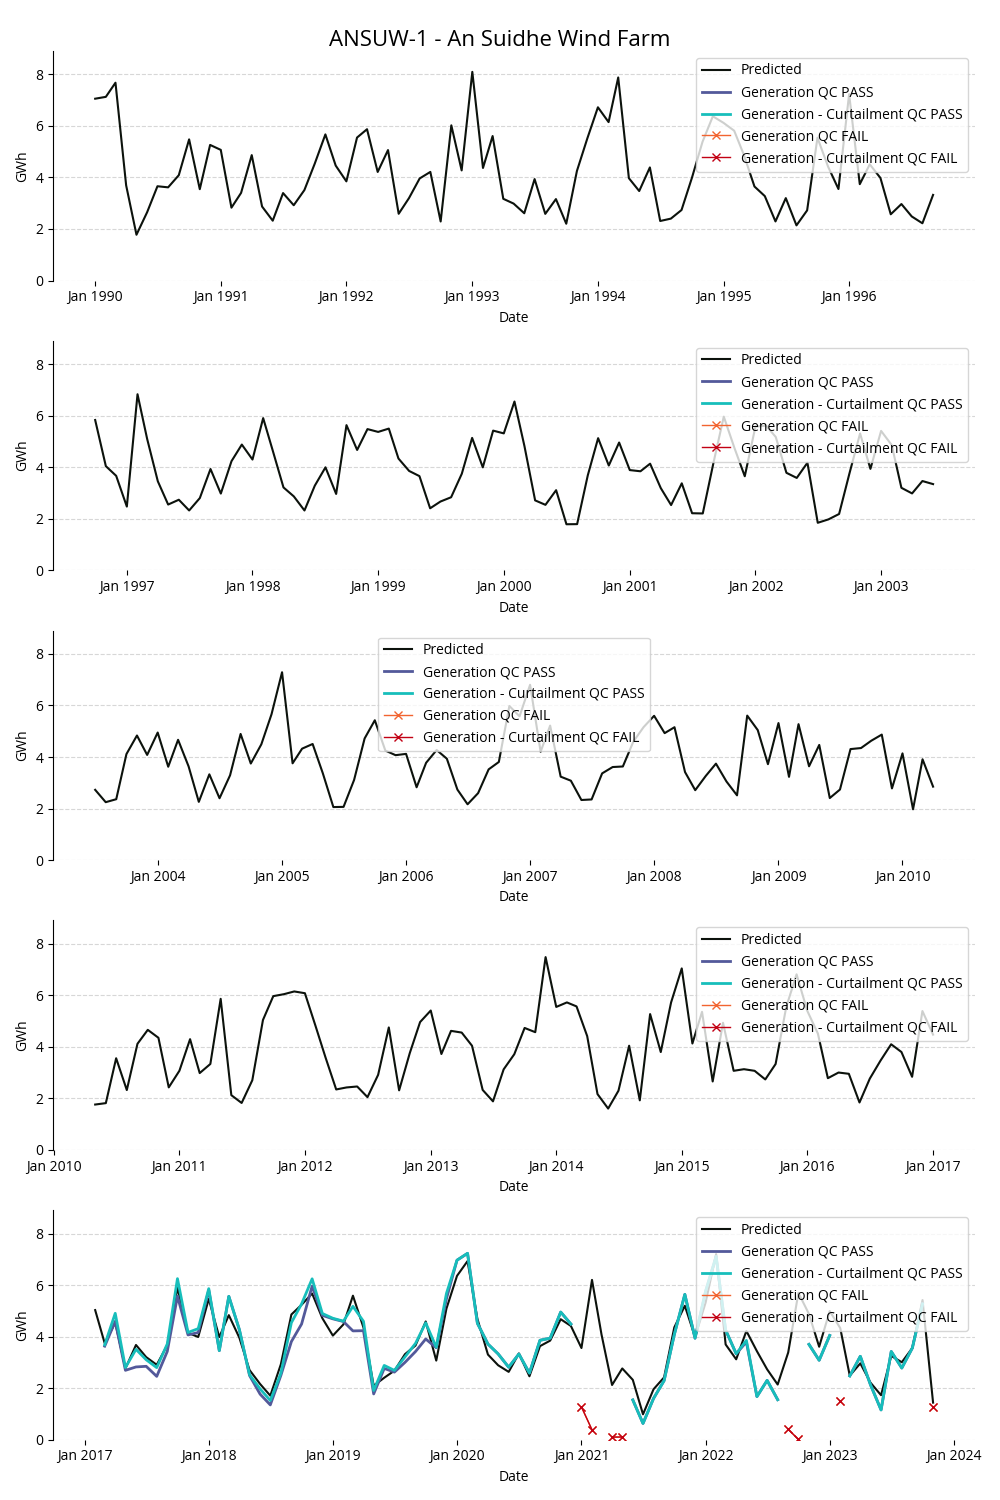 ANSUW-1 - An Suidhe Wind Farm
8
6
4
2
0
GWh
Predicted
Generation QC PASS
Generation - Curtailment QC PASS
Generation QC FAIL
Generation - Curtailment QC FAIL
Jan 1990 Jan 1991 Jan 1992 Jan 1993 Jan 1994 Jan 1995 Jan 1996
Date
8
6
4
2
0
GWh
Predicted
Generation QC PASS
Generation - Curtailment QC PASS
Generation QC FAIL
Generation - Curtailment QC FAIL
Jan 1997 Jan 1998 Jan 1999 Jan 2000 Jan 2001 Jan 2002 Jan 2003
Date
8
6
4
2
0
GWh
Predicted
Generation QC PASS
Generation - Curtailment QC PASS
Generation QC FAIL
Generation - Curtailment QC FAIL
Jan 2004 Jan 2005 Jan 2006 Jan 2007 Jan 2008 Jan 2009 Jan 2010
Date
8
6
4
2
0
GWh
Predicted
Generation QC PASS
Generation - Curtailment QC PASS
Generation QC FAIL
Generation - Curtailment QC FAIL
Jan 2010 Jan 2011 Jan 2012 Jan 2013 Jan 2014 Jan 2015 Jan 2016 Jan 2017
Date
8
6
4
2
0
GWh
Predicted
Generation QC PASS
Generation - Curtailment QC PASS
Generation QC FAIL
Generation - Curtailment QC FAIL
Jan 2017 Jan 2018 Jan 2019 Jan 2020 Jan 2021 Jan 2022 Jan 2023 Jan 2024
Date